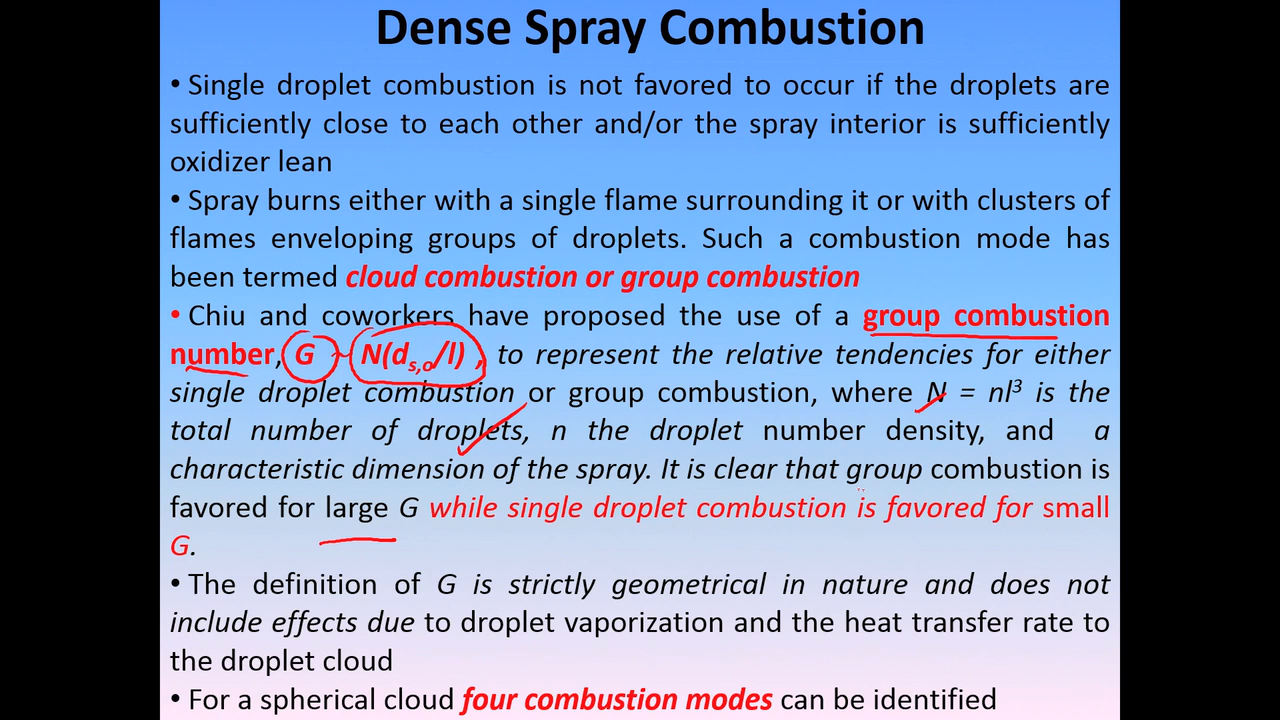 Dense Spray Combustion
• Single droplet combustion is not favored to occur if the droplets are
sufficiently close to each other and/or the spray interior is sufficiently
oxidizer lean
• Spray burns either with a single flame surrounding it or with clusters of
flames enveloping groups of droplets. Such a combustion mode has
been termed cloud combustion or group combustion
• Chiu and coworkers have proposed the use of a group combustion
number, G ~ N(ds,o/l) , to represent the relative tendencies for either
single droplet combustion or group combustion, where N = nl³ is the
total number of droplets, n the droplet number density, and a
characteristic dimension of the spray. It is clear that group combustion is
favored for large G while single droplet combustion is favored for small
G.
• The definition of G is strictly geometrical in nature and does not
include effects due to droplet vaporization and the heat transfer rate to
the droplet cloud
• For a spherical cloud four combustion modes can be identified